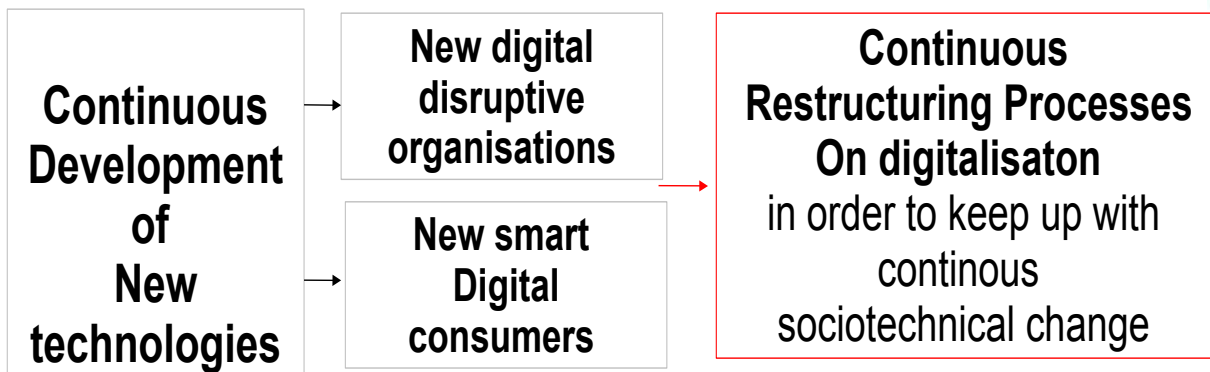 Continuous
Development
of
New
technologies
New digital
disruptive
organisations
New smart
Digital
consumers
Continuous
Restructuring Processes
On digitalisaton
in order to keep up with
continous
sociotechnical change